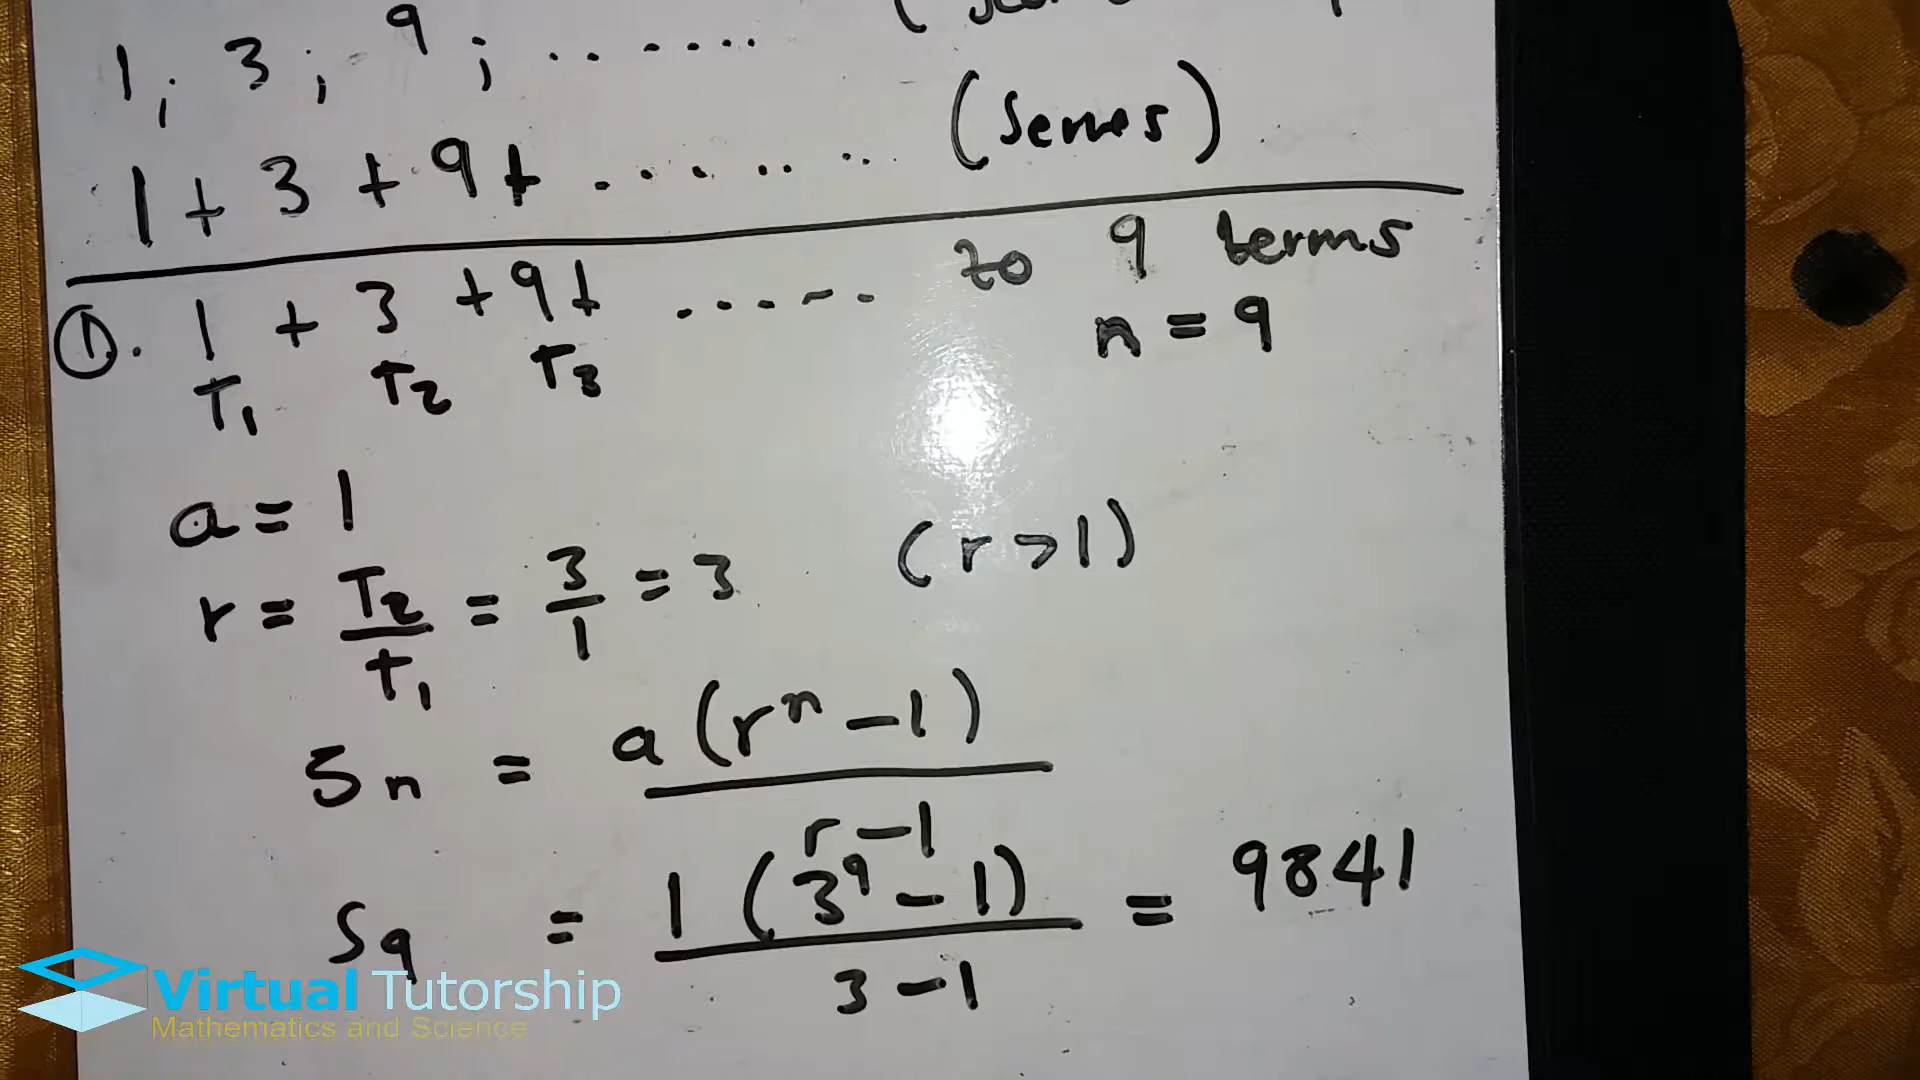 1 ; 3 ; 9 ; ........
1 + 3 + 9 + ........ (Series)
①. 1 + 3 + 9 + ...... to 9 terms
T₁ T₂ T₃ n = 9
a = 1
r = T₂/T₁ = 3/1 = 3 (r > 1)
Sn = a(rⁿ − 1)/(r − 1)
S₉ = 1(3⁹ − 1)/(3 − 1) = 9841
Virtual Tutorship
Mathematics and Science